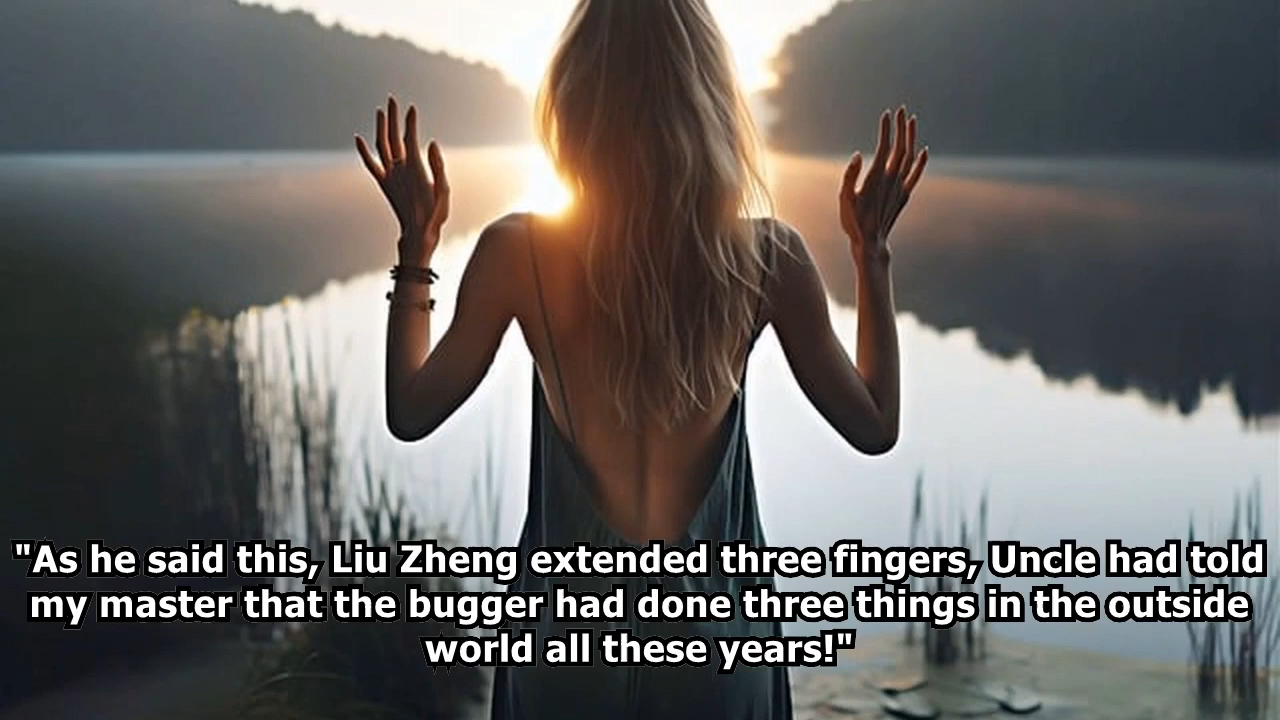 "As he said this, Liu Zheng extended three fingers, Uncle had told
my master that the bugger had done three things in the outside
world all these years!"